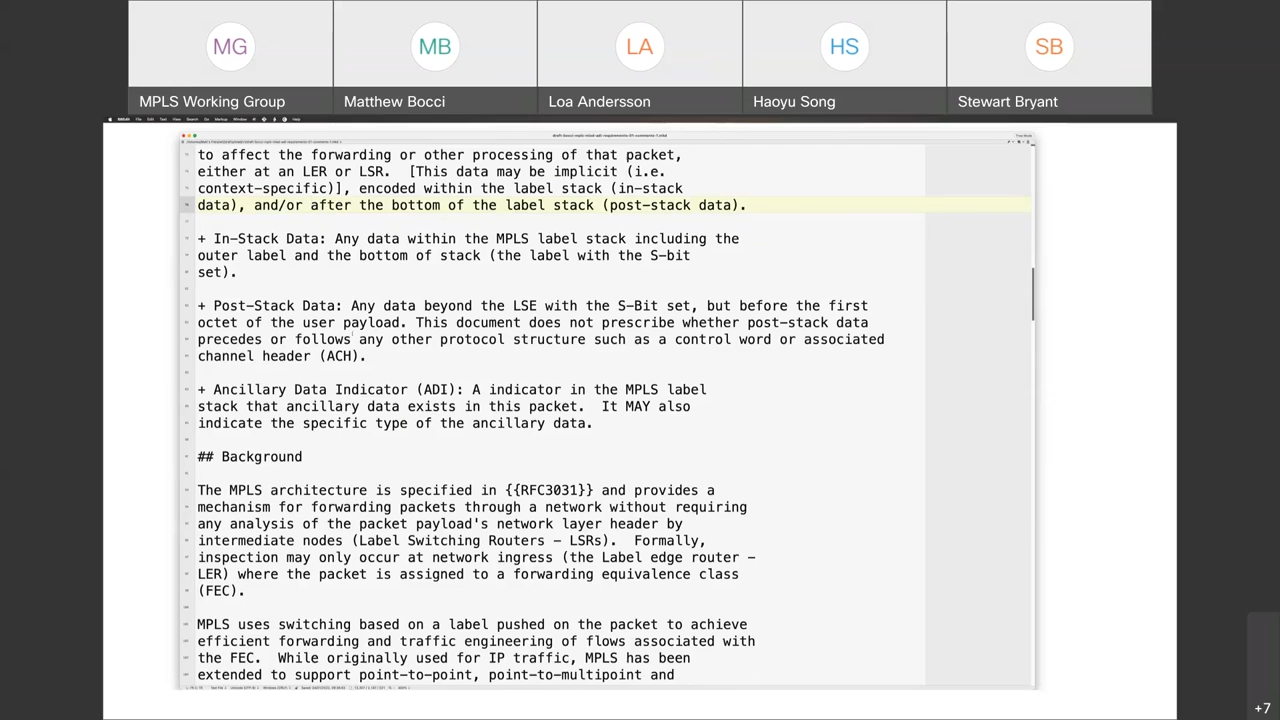 MG
MB
LA
HS
SB
MPLS Working Group
Matthew Bocci
Loa Andersson
Haoyu Song
Stewart Bryant
to affect the forwarding or other processing of that packet,
either at an LER or LSR.  [This data may be implicit (i.e.
context-specific)], encoded within the label stack (in-stack
data), and/or after the bottom of the label stack (post-stack data).
+ In-Stack Data: Any data within the MPLS label stack including the
outer label and the bottom of stack (the label with the S-bit
set).
+ Post-Stack Data: Any data beyond the LSE with the S-Bit set, but before the first
octet of the user payload. This document does not prescribe whether post-stack data
precedes or follows any other protocol structure such as a control word or associated
channel header (ACH).
+ Ancillary Data Indicator (ADI): A indicator in the MPLS label
stack that ancillary data exists in this packet.  It MAY also
indicate the specific type of the ancillary data.
## Background
The MPLS architecture is specified in {{RFC3031}} and provides a
mechanism for forwarding packets through a network without requiring
any analysis of the packet payload's network layer header by
intermediate nodes (Label Switching Routers - LSRs).  Formally,
inspection may only occur at network ingress (the Label edge router -
LER) where the packet is assigned to a forwarding equivalence class
(FEC).
MPLS uses switching based on a label pushed on the packet to achieve
efficient forwarding and traffic engineering of flows associated with
the FEC.  While originally used for IP traffic, MPLS has been
extended to support point-to-point, point-to-multipoint and
+7